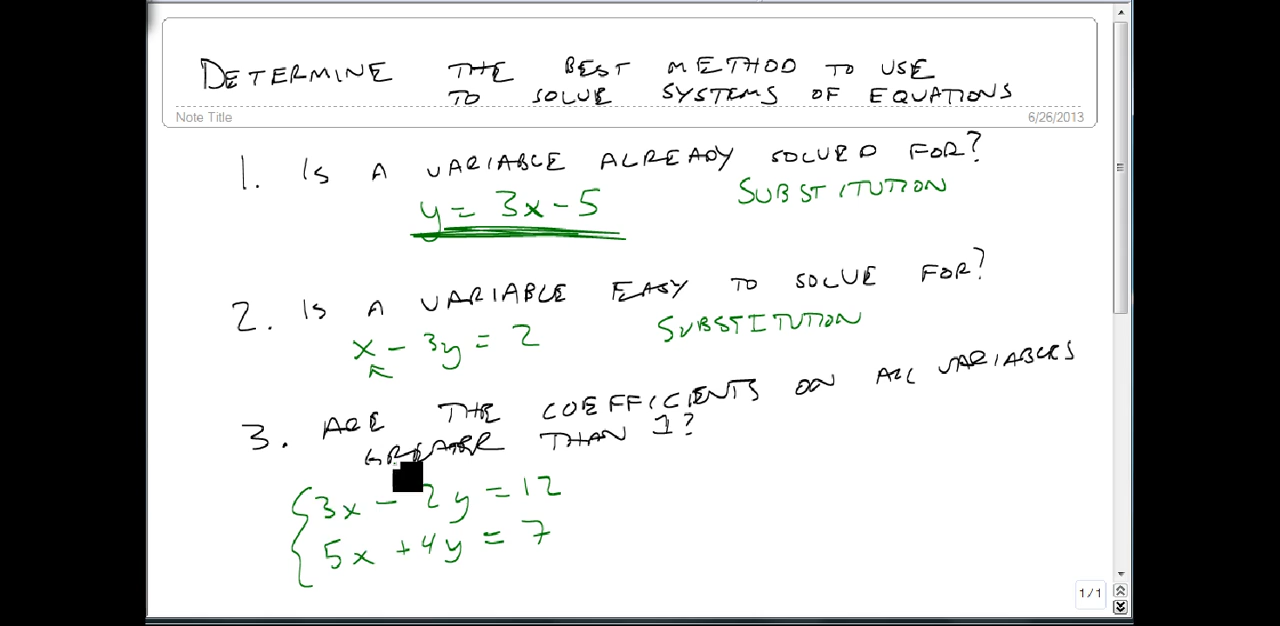 DETERMINE THE BEST METHOD TO USE
TO SOLVE SYSTEMS OF EQUATIONS
Note Title
6/26/2013
1. IS A VARIABLE ALREADY SOLVED FOR?
y = 3x - 5
SUBSTITUTION
2. IS A VARIABLE EASY TO SOLVE FOR?
x - 3y = 2
SUBSTITUTION
3. ARE THE COEFFICIENTS ON ALL VARIABLES
GREATER THAN 1?
3x - 2y = 12
5x + 4y = 7
1/1